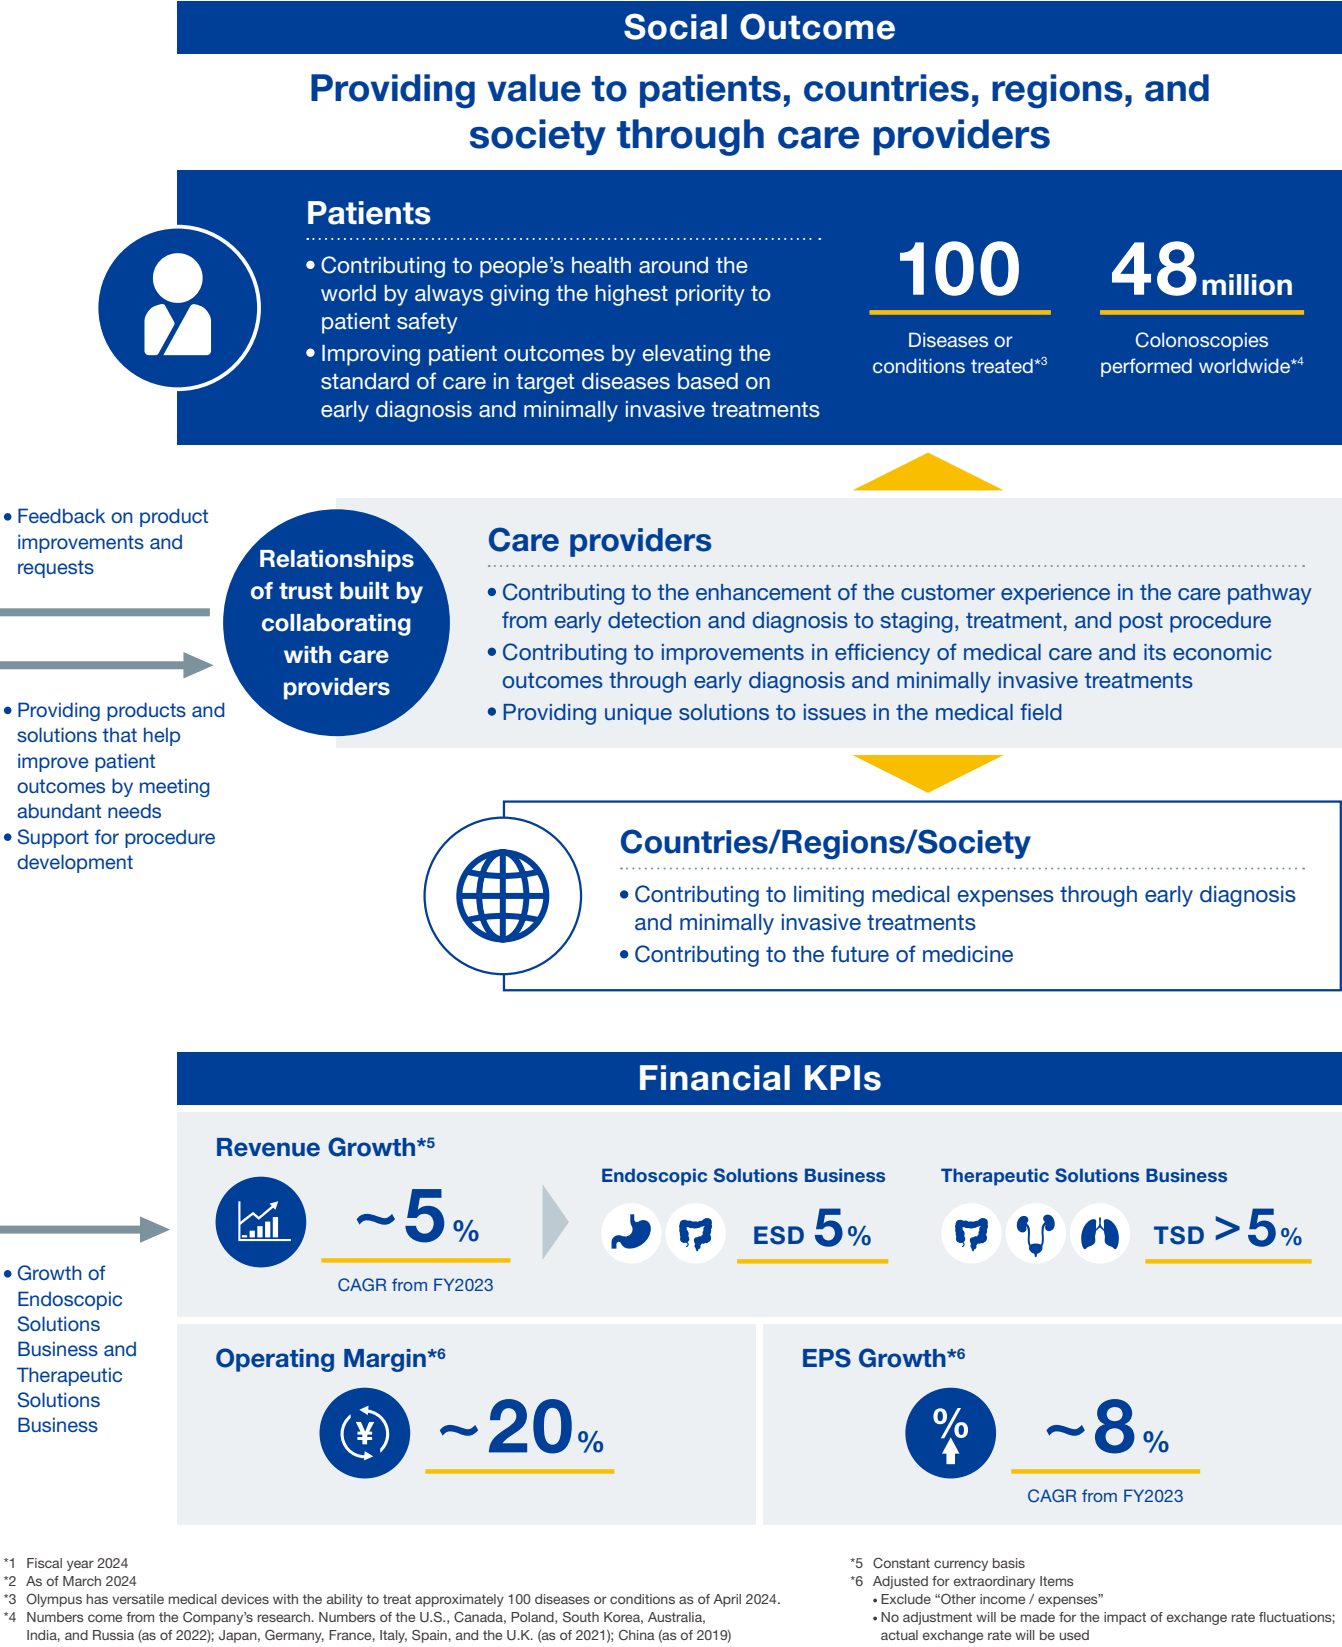 Social Outcome
Providing value to patients, countries, regions, and
society through care providers
Patients
• Contributing to people's health around the
world by always giving the highest priority to
patient safety
• Improving patient outcomes by elevating the
standard of care in target diseases based on
early diagnosis and minimally invasive treatments
100
Diseases or
conditions treated*3
48 million
Colonoscopies
performed worldwide*4
• Feedback on product
improvements and
requests
• Providing products and
solutions that help
improve patient
outcomes by meeting
abundant needs
• Support for procedure
development
Relationships
of trust built by
collaborating
with care
providers
Care providers
• Contributing to the enhancement of the customer experience in the care pathway
from early detection and diagnosis to staging, treatment, and post procedure
• Contributing to improvements in efficiency of medical care and its economic
outcomes through early diagnosis and minimally invasive treatments
• Providing unique solutions to issues in the medical field
Countries/Regions/Society
• Contributing to limiting medical expenses through early diagnosis
and minimally invasive treatments
• Contributing to the future of medicine
Financial KPIs
• Growth of
Endoscopic
Solutions
Business and
Therapeutic
Solutions
Business
Revenue Growth*5
~5%
CAGR from FY2023
Endoscopic Solutions Business
ESD 5%
Therapeutic Solutions Business
TSD >5%
Operating Margin*6
¥
~20%
EPS Growth*6
%
~8%
CAGR from FY2023
*1 Fiscal year 2024
*2 As of March 2024
*3 Olympus has versatile medical devices with the ability to treat approximately 100 diseases or conditions as of April 2024.
*4 Numbers come from the Company's research. Numbers of the U.S., Canada, Poland, South Korea, Australia,
India, and Russia (as of 2022); Japan, Germany, France, Italy, Spain, and the U.K. (as of 2021); China (as of 2019)
*5 Constant currency basis
*6 Adjusted for extraordinary Items
• Exclude "Other income / expenses"
• No adjustment will be made for the impact of exchange rate fluctuations;
actual exchange rate will be used